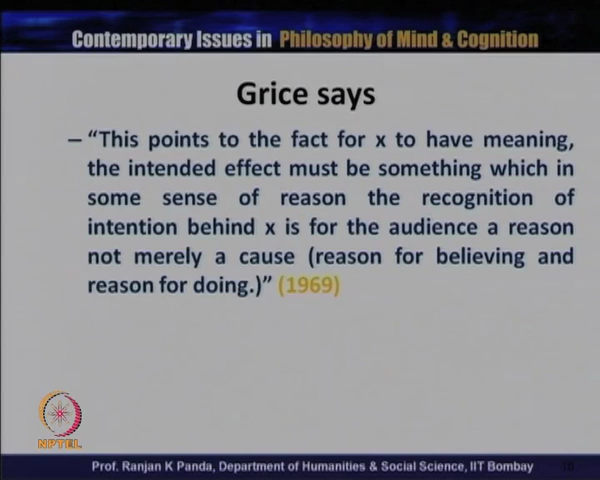 Contemporary Issues in Philosophy of Mind & Cognition
Grice says
– “This points to the fact for x to have meaning,
the intended effect must be something which in
some sense of reason the recognition of
intention behind x is for the audience a reason
not merely a cause (reason for believing and
reason for doing.)” (1969)
NPTEL
Prof. Ranjan K Panda, Department of Humanities & Social Science, IIT Bombay
10